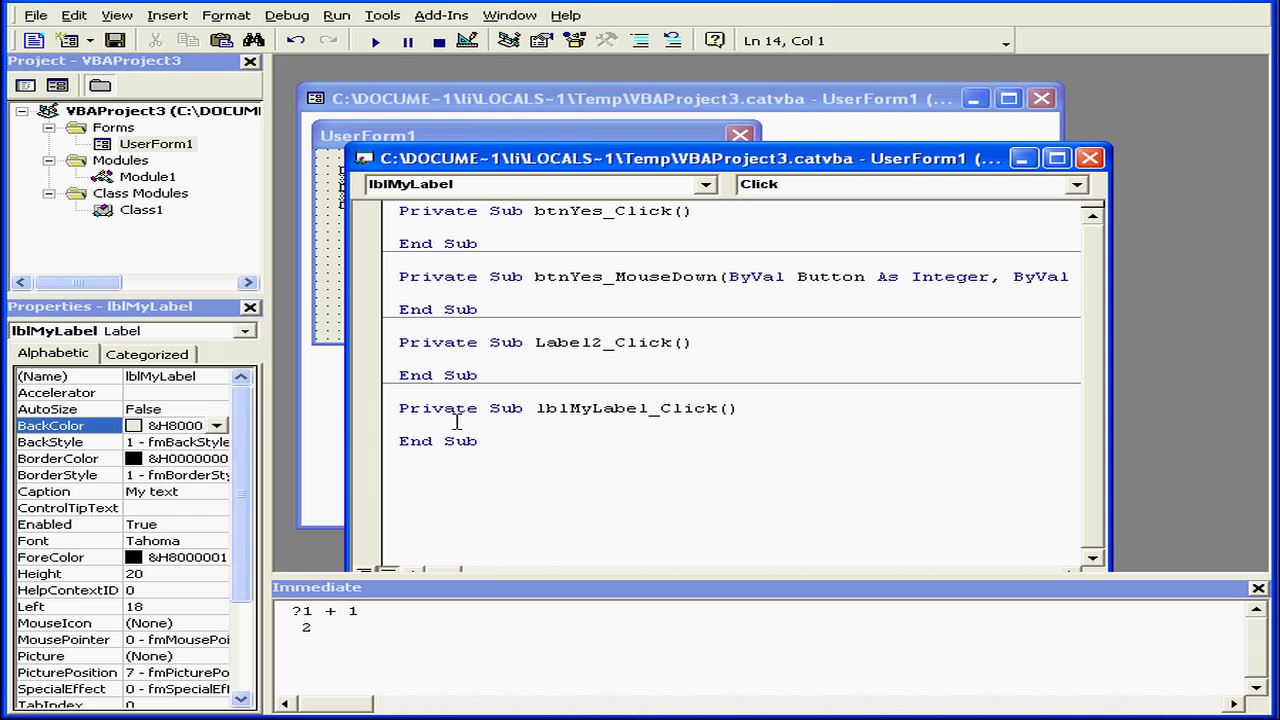 File Edit View Insert Format Debug Run Tools Add-Ins Window Help
Ln 14, Col 1
Project - VBAProject3
VBAProject3 (C:\DOCUM
Forms
UserForm1
Modules
Module1
Class Modules
Class1
Properties - lblMyLabel
lblMyLabel Label
Alphabetic Categorized
(Name) lblMyLabel
Accelerator
AutoSize False
BackColor &H8000
BackStyle 1 - fmBackStyle
BorderColor &H0000000
BorderStyle 1 - fmBorderSty
Caption My text
ControlTipText
Enabled True
Font Tahoma
ForeColor &H8000001
Height 20
HelpContextID 0
Left 18
MouseIcon (None)
MousePointer 0 - fmMousePoi
Picture (None)
PicturePosition 7 - fmPicturePo
SpecialEffect 0 - fmSpecialEff
TabIndex 0
C:\DOCUME~1\li\LOCALS~1\Temp\VBAProject3.catvba - UserForm1 (...
UserForm1
C:\DOCUME~1\li\LOCALS~1\Temp\VBAProject3.catvba - UserForm1 (...
lblMyLabel Click
Private Sub btnYes_Click()
End Sub
Private Sub btnYes_MouseDown(ByVal Button As Integer, ByVal
End Sub
Private Sub Label2_Click()
End Sub
Private Sub lblMyLabel_Click()
End Sub
Immediate
?1 + 1
2